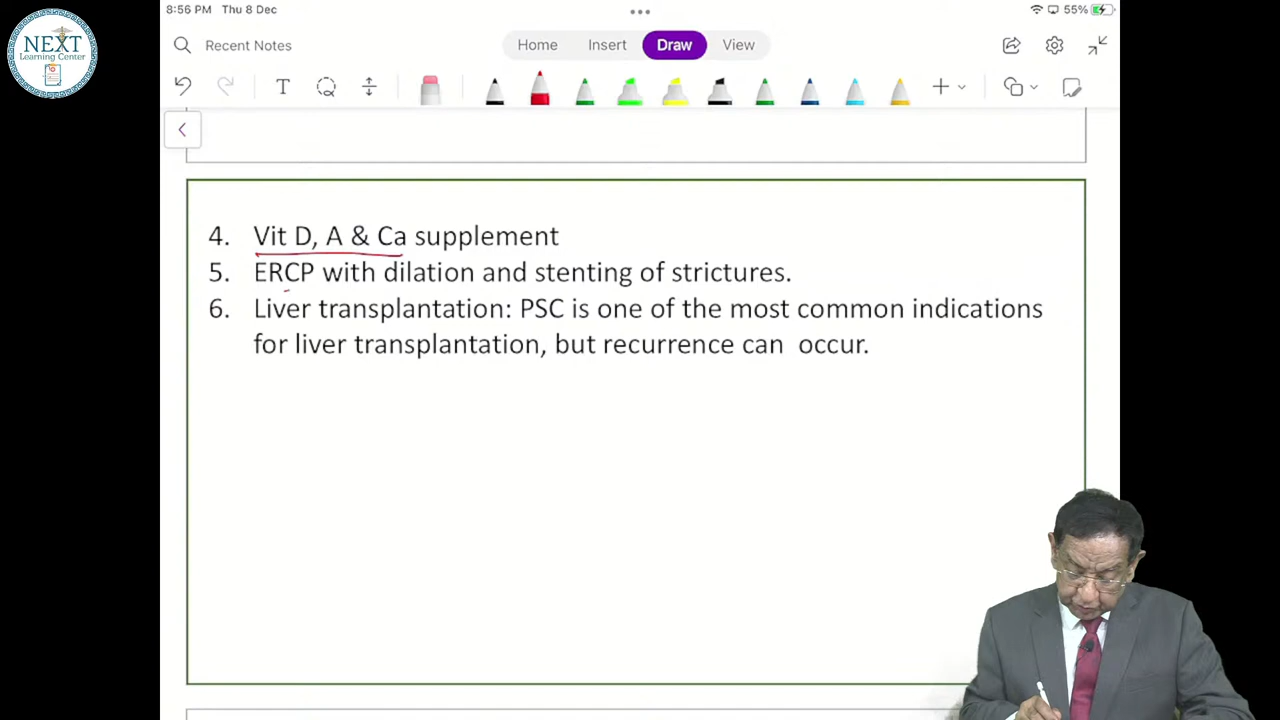 8:56 PM Thu 8 Dec
55%
NEXT
Learning Center
Recent Notes
Home Insert Draw View
T
4. Vit D, A & Ca supplement
5. ERCP with dilation and stenting of strictures.
6. Liver transplantation: PSC is one of the most common indications
for liver transplantation, but recurrence can occur.